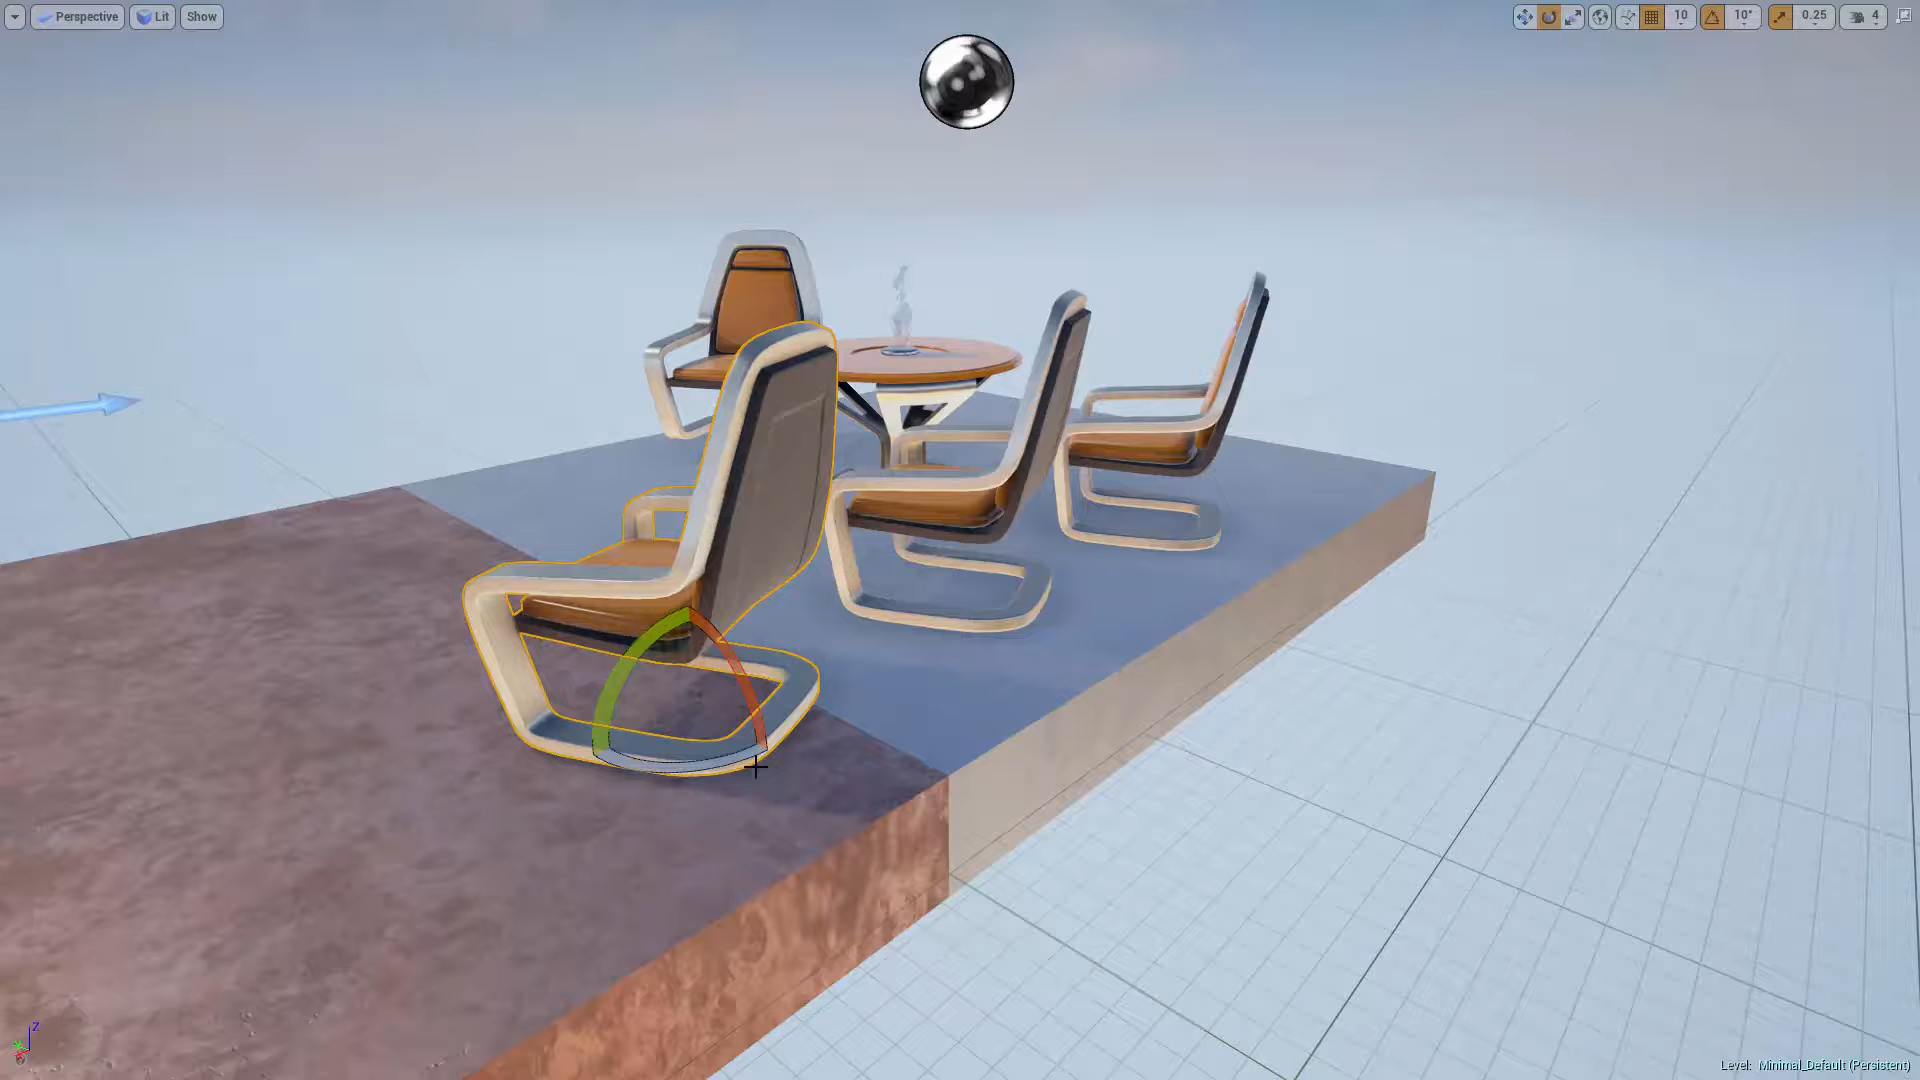 Perspective
Lit
Show
10
10°
0.25
4
Z
Level: Minimal_Default (Persistent)